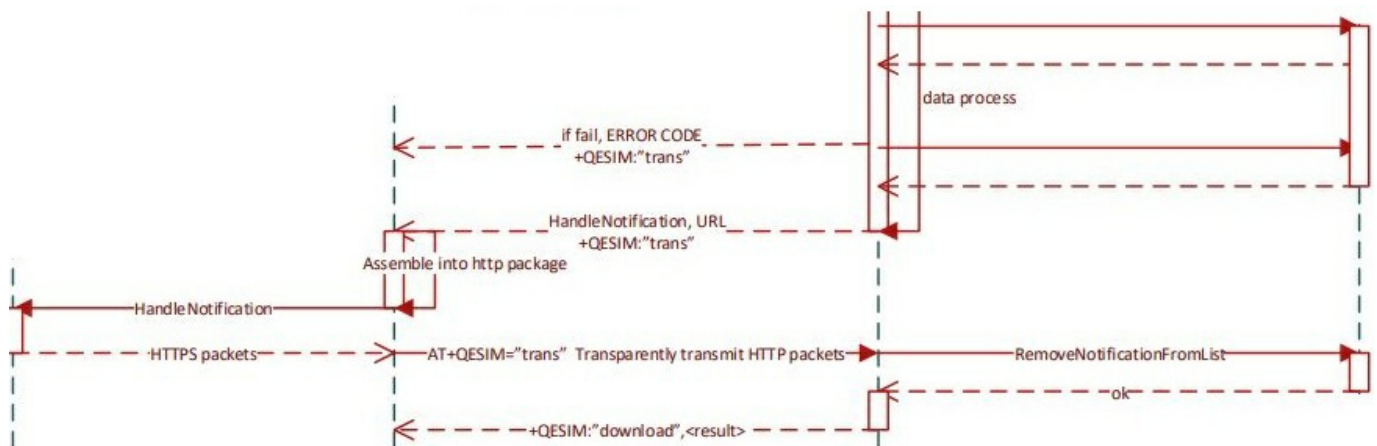 data process
if fail, ERROR CODE
+QESIM:”trans”
HandleNotification, URL
+QESIM:”trans”
Assemble into http package
HandleNotification
HTTPS packets
AT+QESIM=”trans” Transparently transmit HTTP packets
RemoveNotificationFromList
ok
+QESIM:”download”,<result>